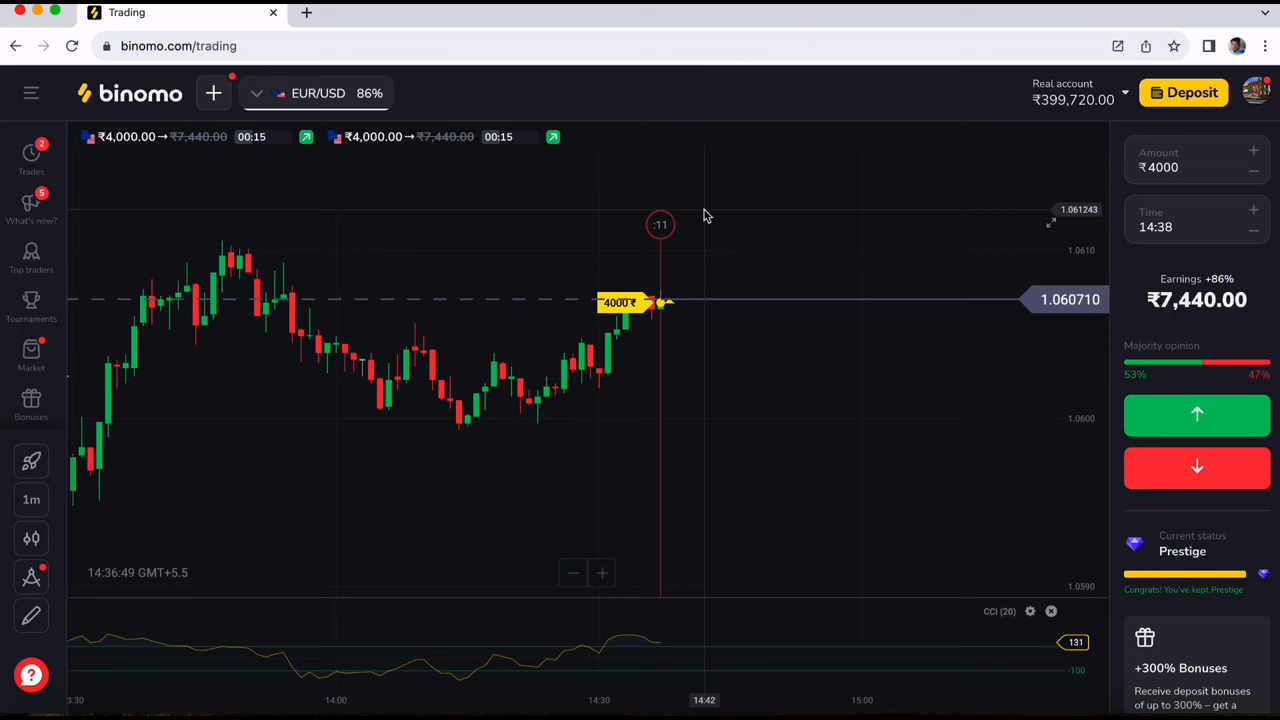 Trading
binomo.com/trading
binomo
EUR/USD 86%
Real account
₹399,720.00
Deposit
₹4,000.00→₹7,440.00 00:15
₹4,000.00→₹7,440.00 00:15
2
Trades
5
What's new?
Top traders
Tournaments
Market
Bonuses
1m
:11
4000₹
1.061243
1.0610
1.060710
1.0600
1.0590
14:36:49 GMT+5.5
CCI (20)
131
-100
3:30
14:00
14:30
14:42
15:00
Amount
₹4000
Time
14:38
Earnings +86%
₹7,440.00
Majority opinion
53%
47%
Current status
Prestige
Congrats! You've kept Prestige
+300% Bonuses
Receive deposit bonuses
of up to 300% – get a